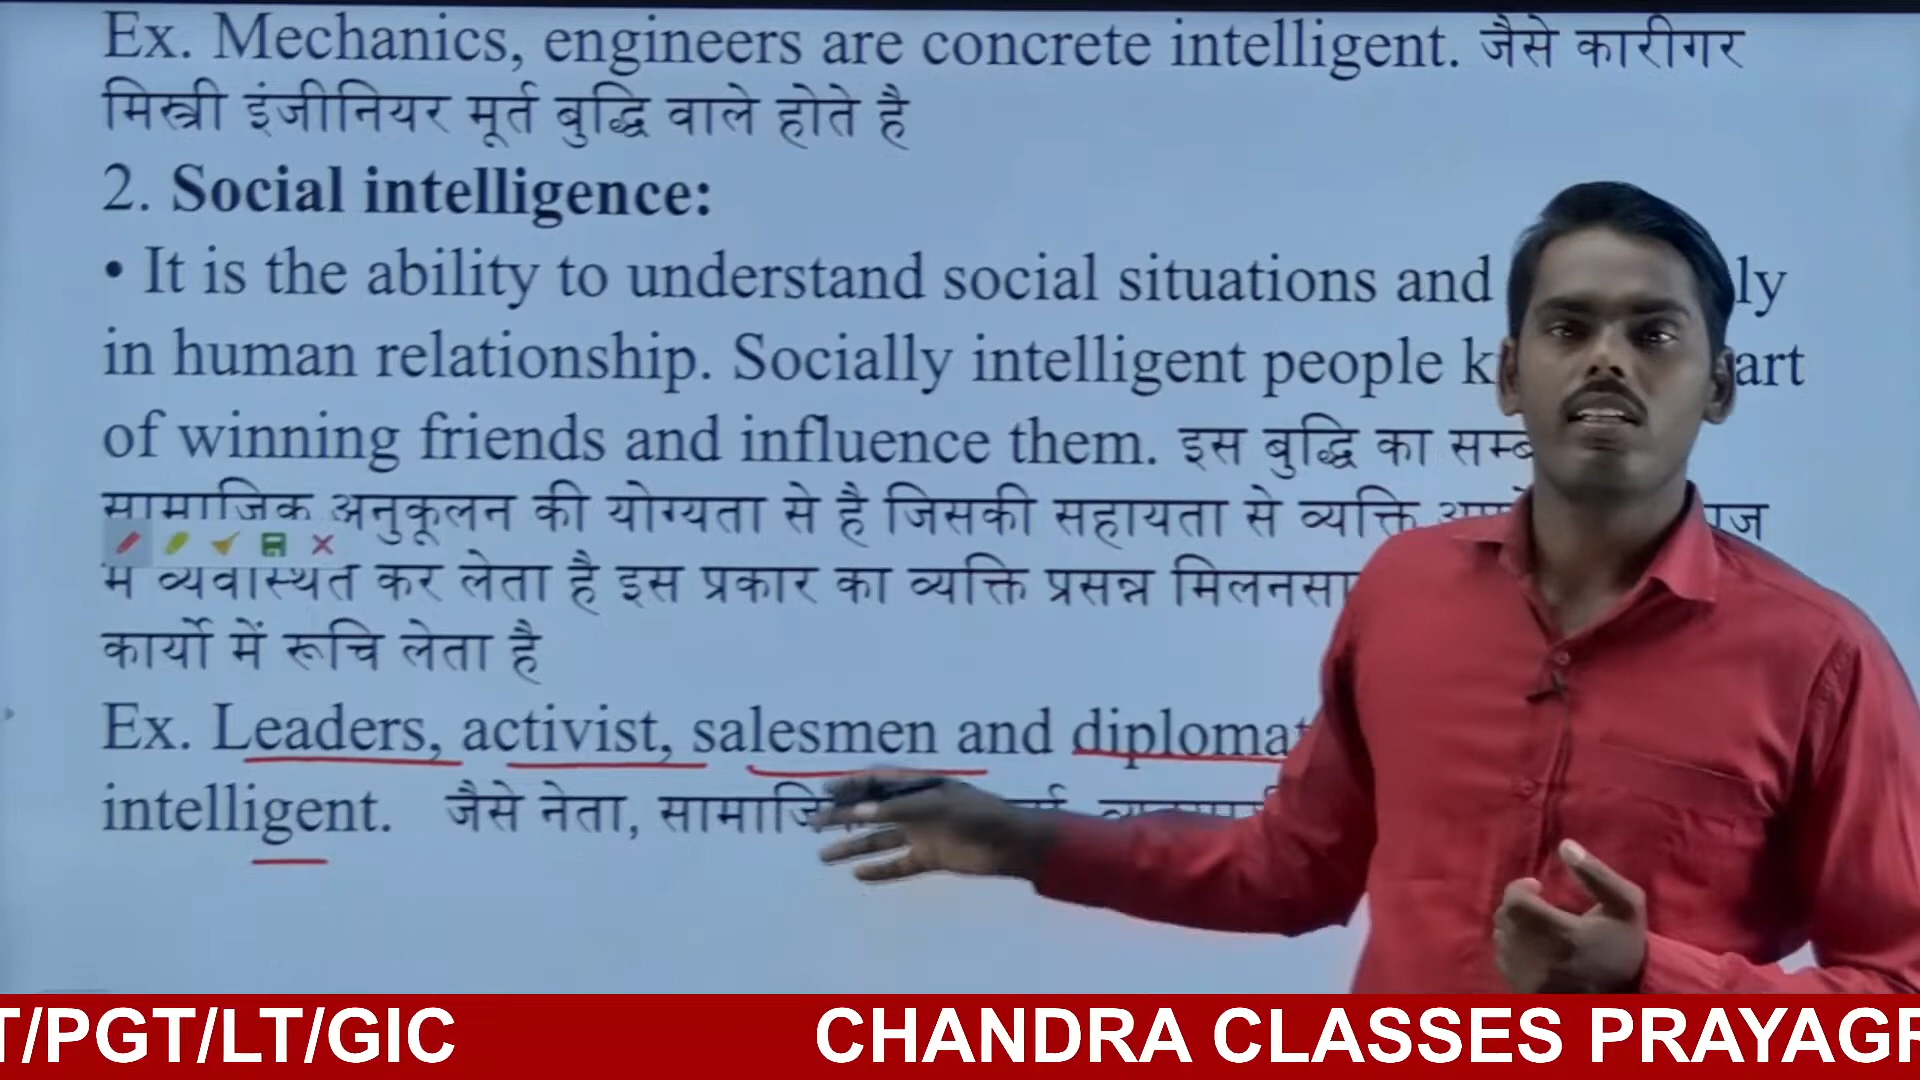 Ex. Mechanics, engineers are concrete intelligent. जैसे कारीगर
मिस्त्री इंजीनियर मूर्त बुद्धि वाले होते है
2. Social intelligence:
• It is the ability to understand social situations and
in human relationship. Socially intelligent people art
of winning friends and influence them. इस बुद्धि का
सामाजिक अनुकूलन की योग्यता से है जिसकी सहायता से व्यक्ति
में व्यवस्थित कर लेता है इस प्रकार का व्यक्ति प्रसन्न
कार्यो में रूचि लेता है
Ex. Leaders, activist, salesmen and
intelligent. जैसे नेता,
T/PGT/LT/GIC CHANDRA CLASSES PRAYAGR